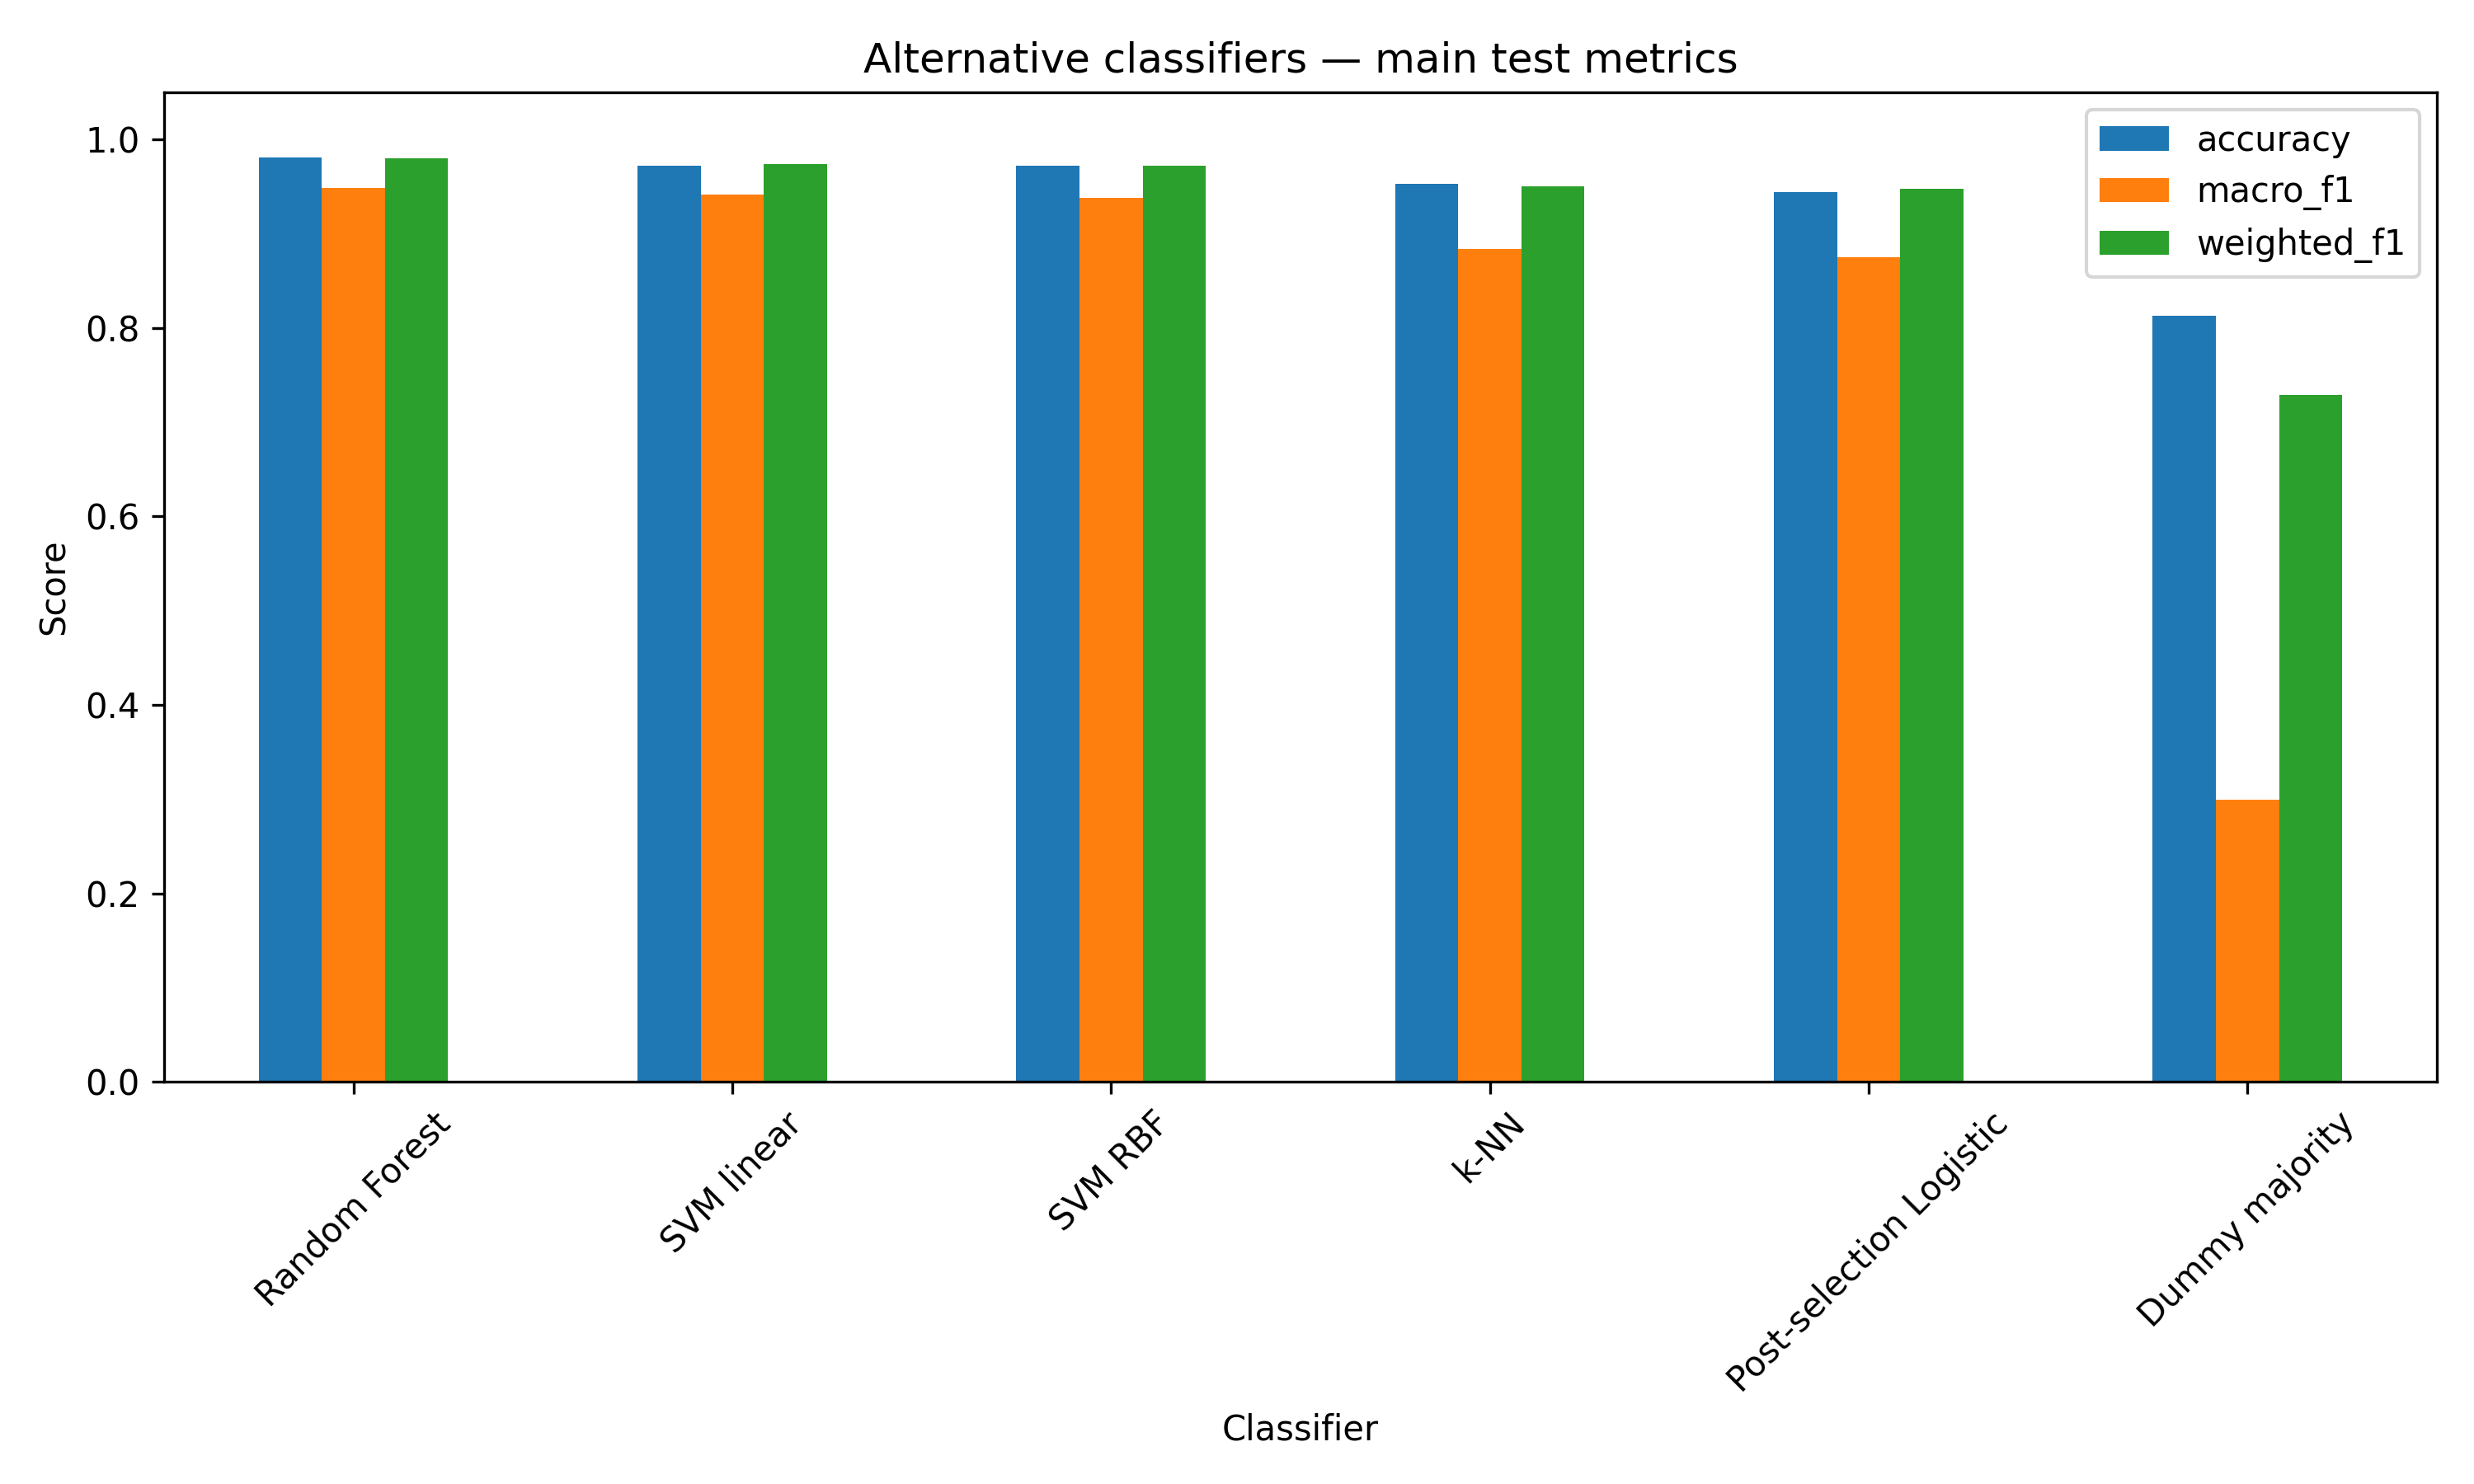 Alternative classifiers — main test metrics
accuracy
macro_f1
weighted_f1
Score
1.0
0.8
0.6
0.4
0.2
0.0
Random Forest
SVM linear
SVM RBF
k-NN
Post-selection Logistic
Dummy majority
Classifier